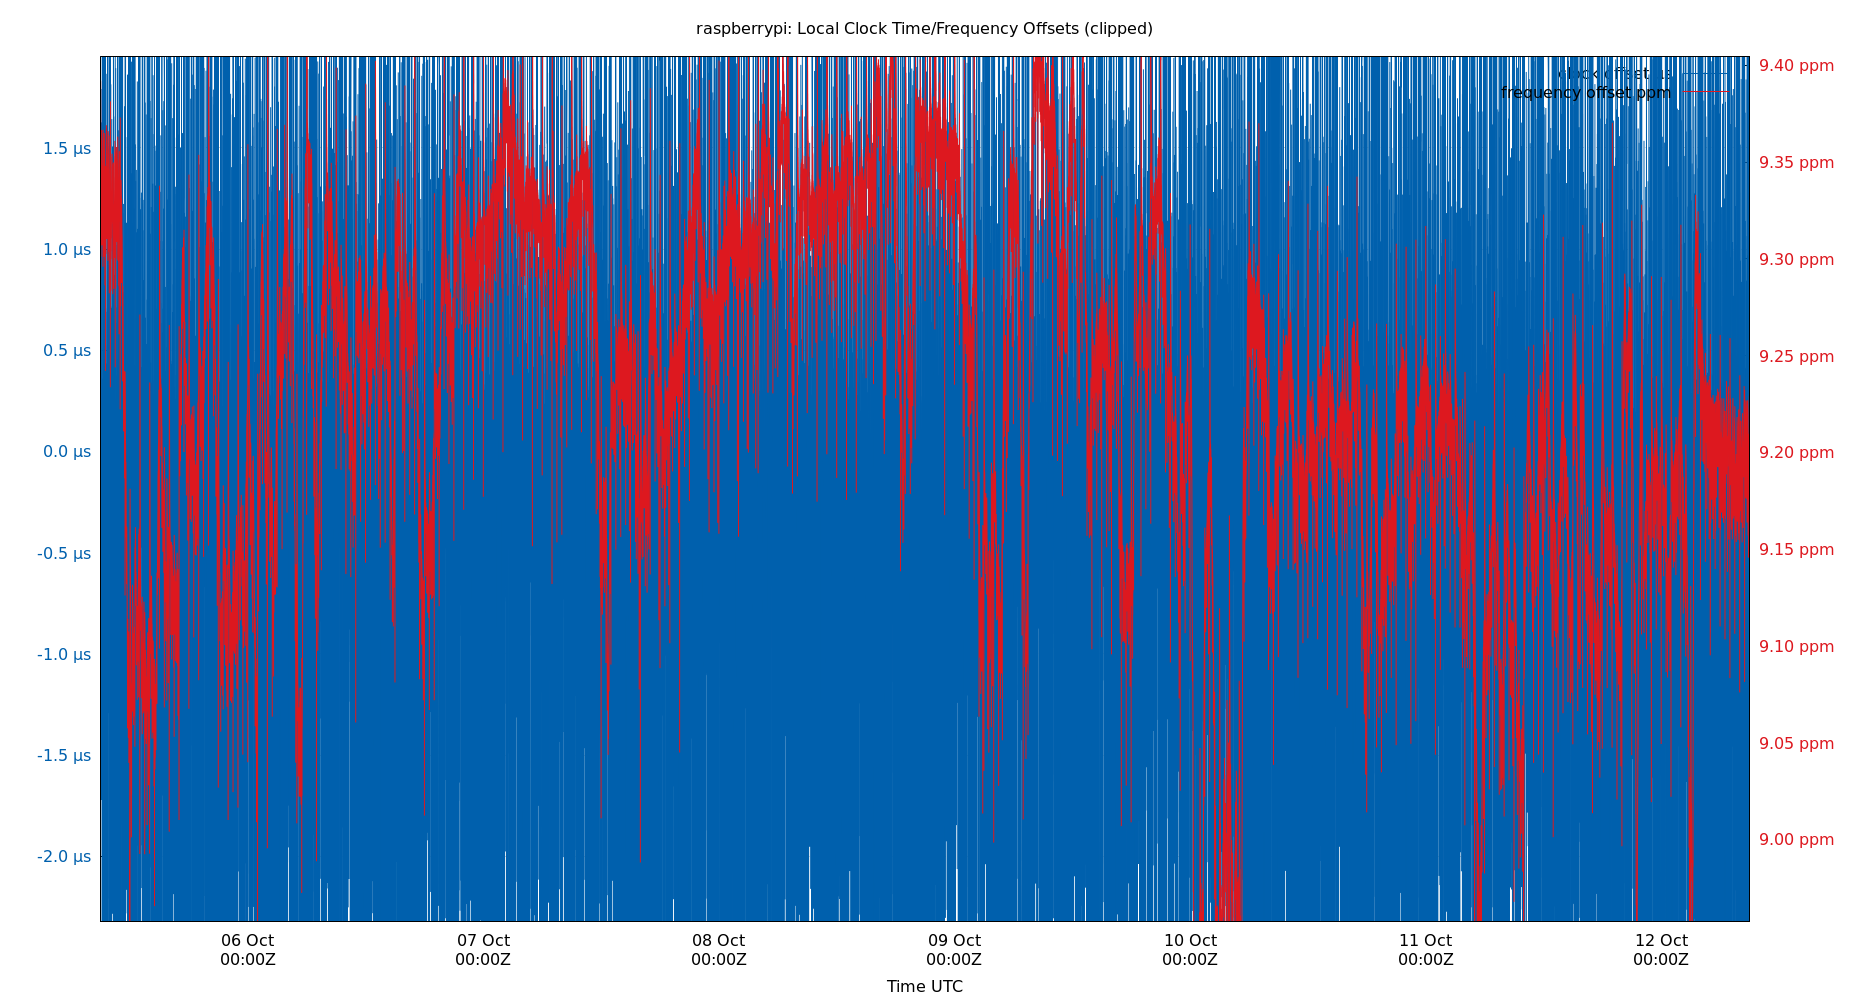 raspberrypi: Local Clock Time/Frequency Offsets (clipped)
clock offset µs
frequency offset ppm
1.5 µs
1.0 µs
0.5 µs
0.0 µs
-0.5 µs
-1.0 µs
-1.5 µs
-2.0 µs
9.40 ppm
9.35 ppm
9.30 ppm
9.25 ppm
9.20 ppm
9.15 ppm
9.10 ppm
9.05 ppm
9.00 ppm
06 Oct 07 Oct 08 Oct 09 Oct 10 Oct 11 Oct 12 Oct
00:00Z 00:00Z 00:00Z 00:00Z 00:00Z 00:00Z 00:00Z
Time UTC